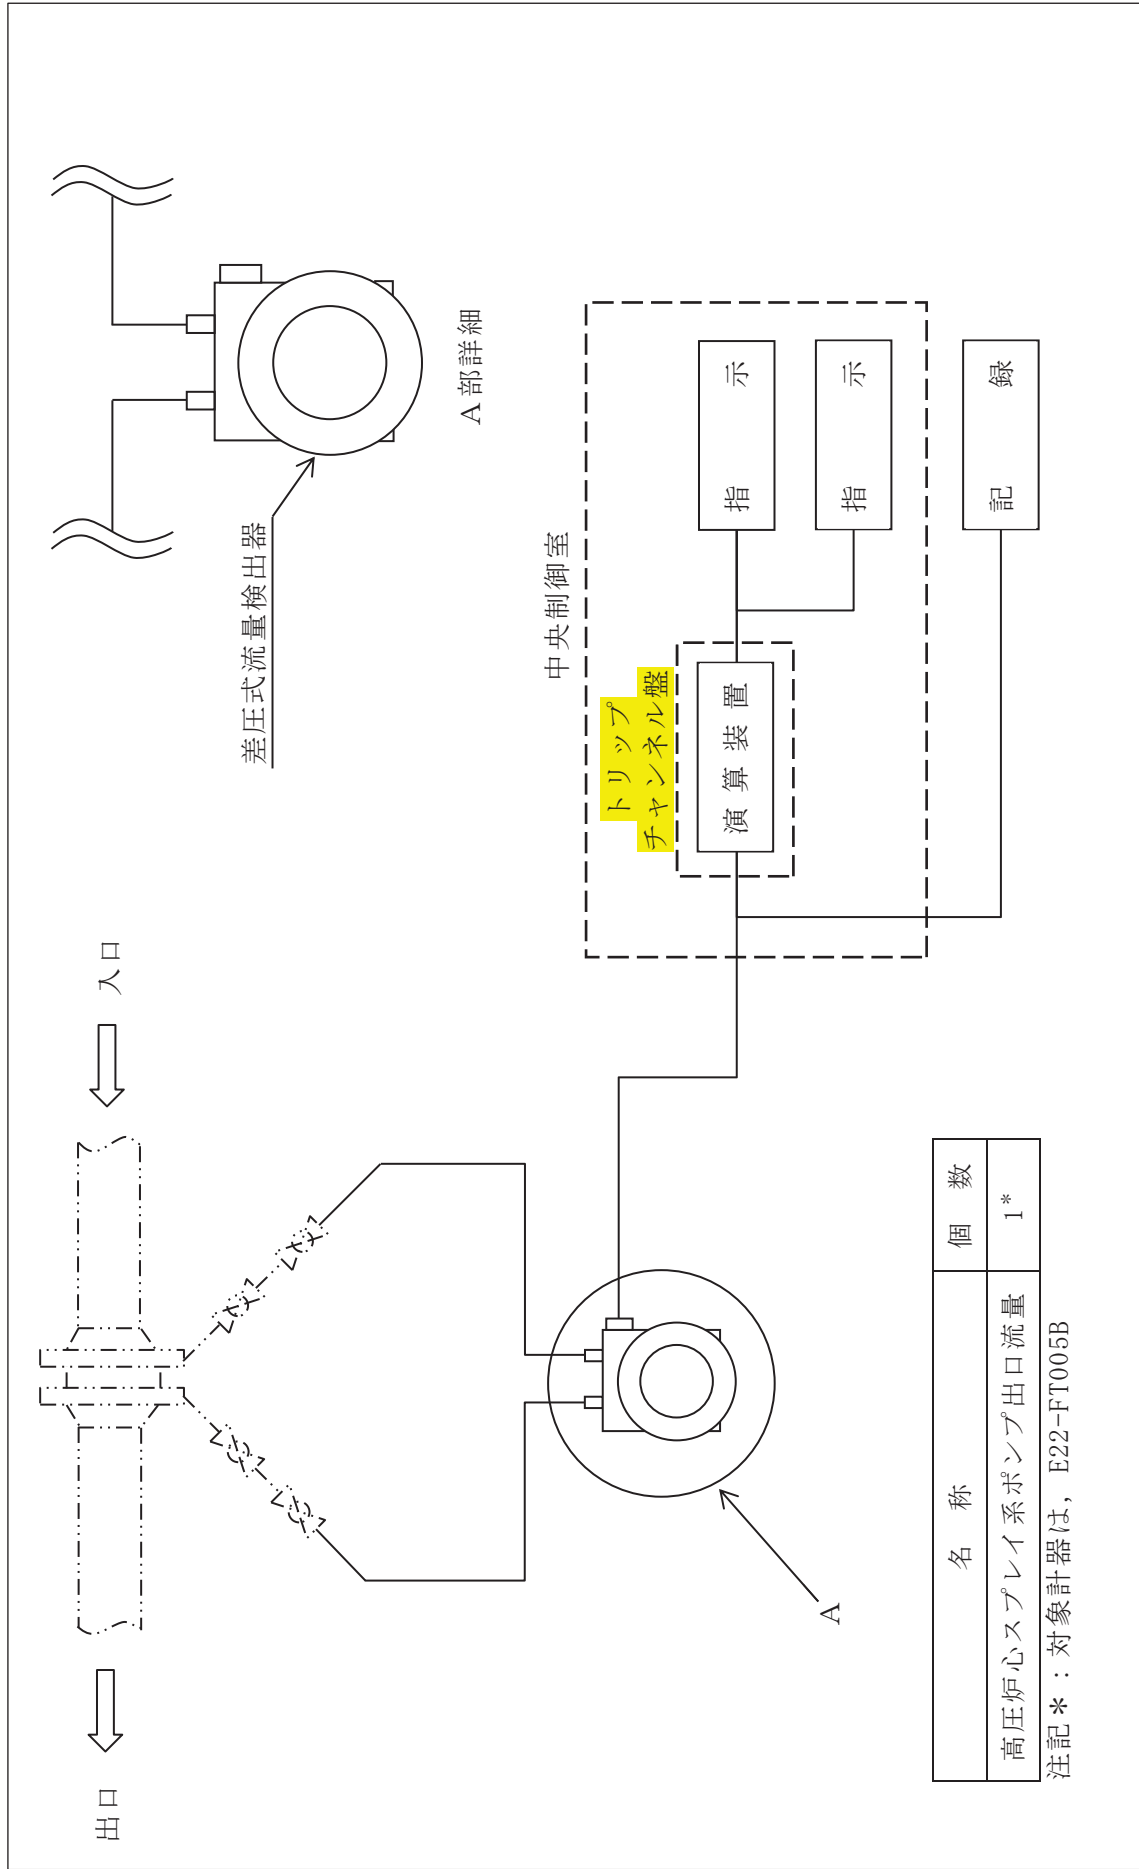 出口
入口
差圧式流量検出器
A部詳細
中央制御室
トリップ
チャンネル盤
演算装置
指示
指示
記録
A
名称 個数
高圧炉心スプレイ系ポンプ出口流量 1*
注記＊：対象計器は，E22-FT005B